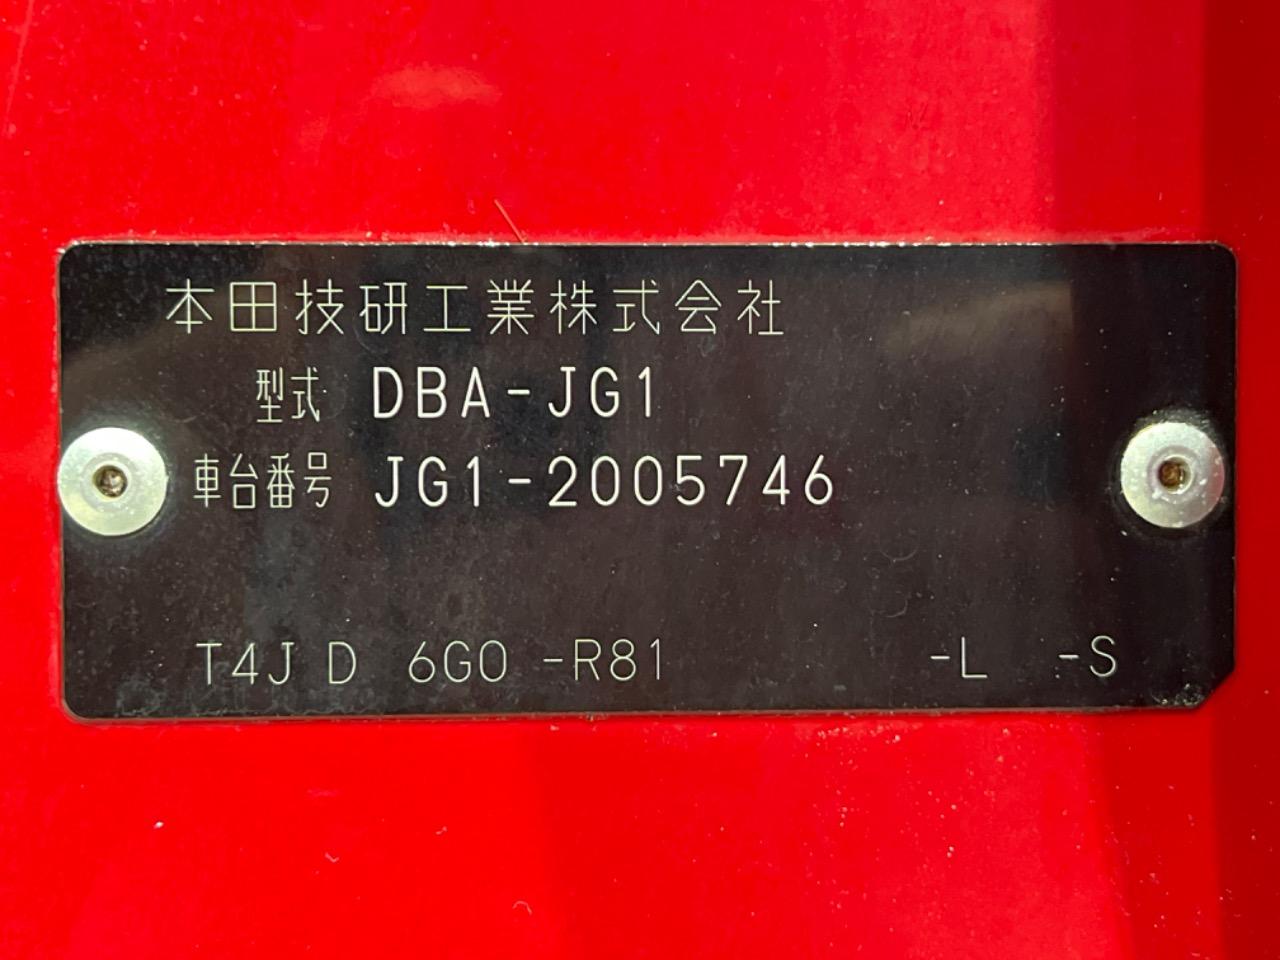 本田技研工業株式会社
型式 DBA-JG1
車台番号 JG1-2005746
T4J D 6G0 -R81 -L -S